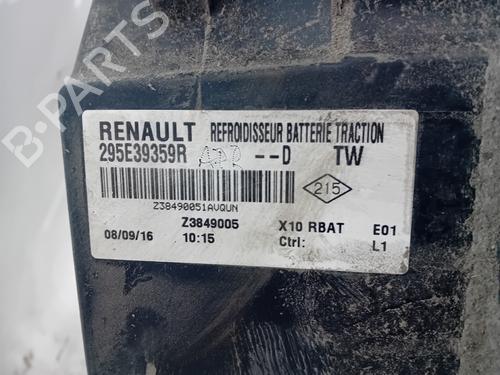 RENAULT REFROIDISSEUR BATTERIE TRACTION
295E39359R --D TW
215
Z38490051AVQUN
Z3849005 X10 RBAT E01
08/09/16 10:15 Ctrl: L1
B-PARTS